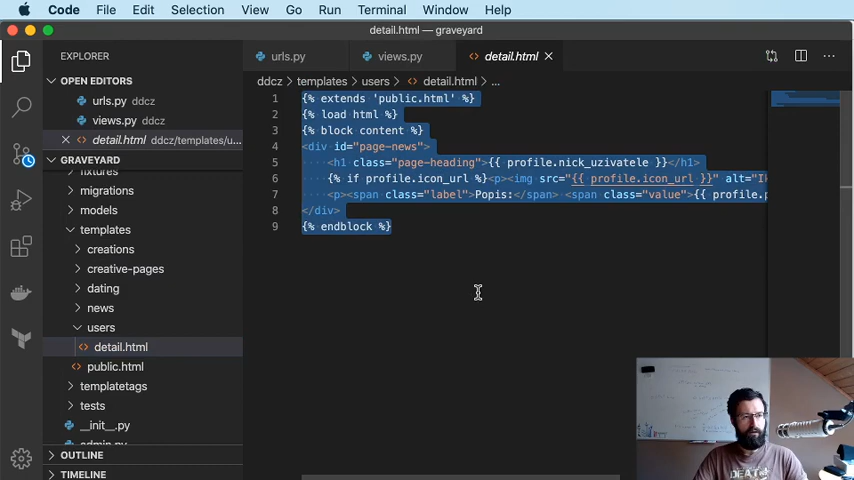 Code File Edit Selection View Go Run Terminal Window Help
detail.html — graveyard
EXPLORER
urls.py
views.py
detail.html
OPEN EDITORS
urls.py ddcz
views.py ddcz
detail.html ddcz/templates/u...
GRAVEYARD
fixtures
migrations
models
templates
creations
creative-pages
dating
news
users
detail.html
public.html
templatetags
tests
__init__.py
admin.py
OUTLINE
TIMELINE
ddcz > templates > users > detail.html > ...
1 {% extends 'public.html' %}
2 {% load html %}
3 {% block content %}
4 <div id="page-news">
5 <h1 class="page-heading">{{ profile.nick_uzivatele }}</h1>
6 {% if profile.icon_url %}<p><img src="{{ profile.icon_url }}" alt="Ik
7 <p><span class="label">Popis:</span> <span class="value">{{ profile.p
8 </div>
9 {% endblock %}
DEAT